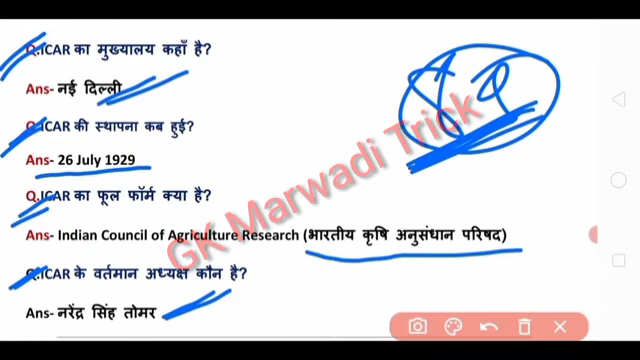 Q.ICAR का मुख्यालय कहाँ है?
Ans- नई दिल्ली
Q.ICAR की स्थापना कब हुई?
Ans- 26 July 1929
Q.ICAR का फूल फॉर्म क्या है?
Ans- Indian Council of Agriculture Research (भारतीय कृषि अनुसंधान परिषद)
Q.ICAR के वर्तमान अध्यक्ष कौन है?
Ans- नरेंद्र सिंह तोमर
GK Marwadi Trick